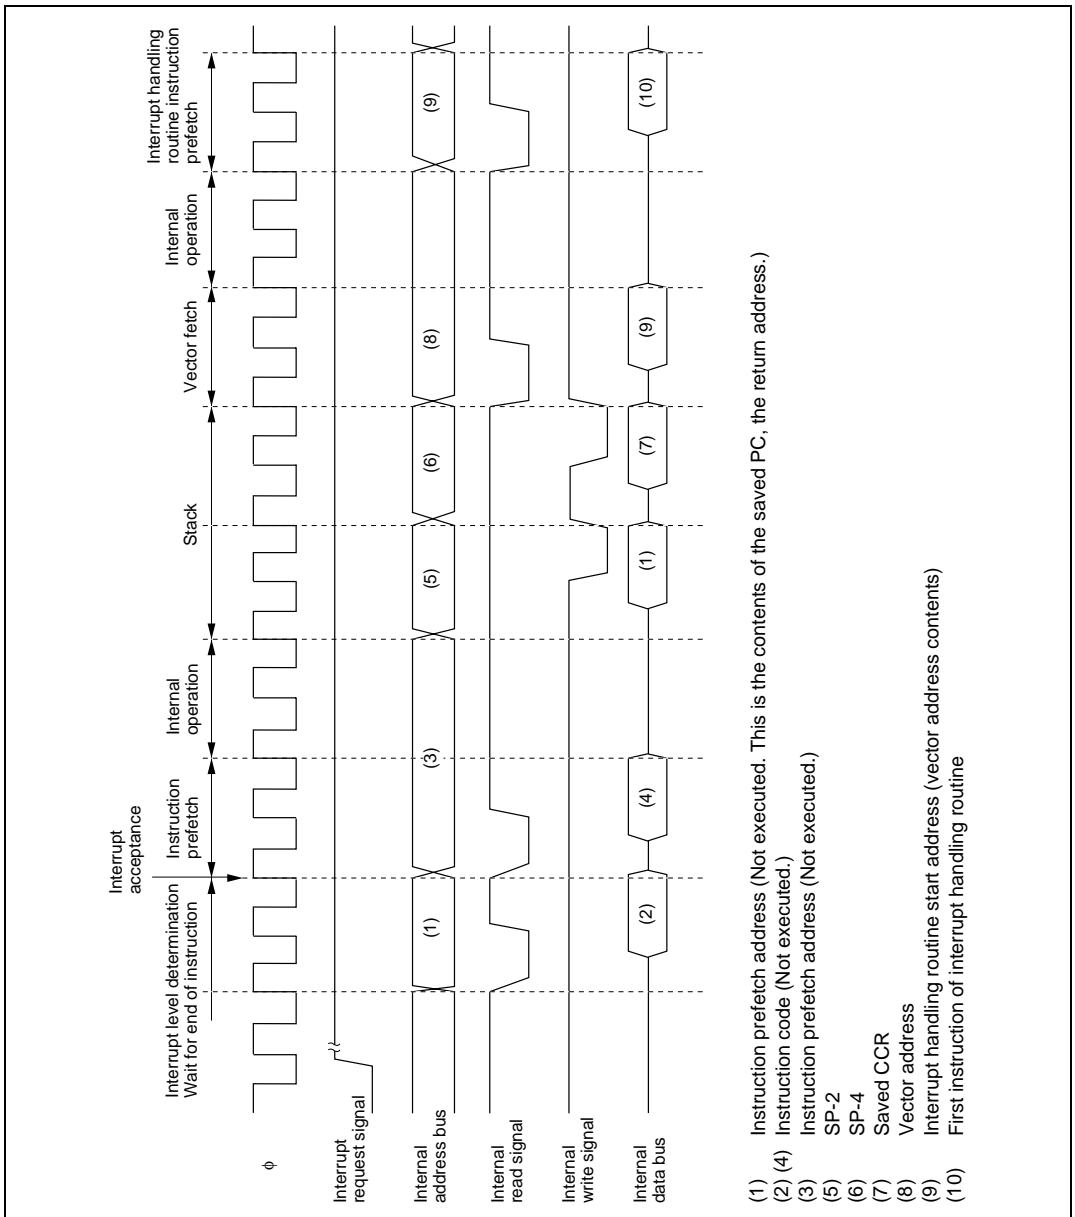 Interrupt
acceptance
Interrupt level determination
Wait for end of instruction
Instruction
prefetch
Internal
operation
Stack
Vector fetch
Internal
operation
Interrupt handling
routine instruction
prefetch
φ
Interrupt
request signal
Internal
address bus
(1)
(3)
(5)
(6)
(8)
(9)
Internal
read signal
Internal
write signal
Internal
data bus
(2)
(4)
(1)
(7)
(9)
(10)
(1) Instruction prefetch address (Not executed. This is the contents of the saved PC, the return address.)
(2) (4) Instruction code (Not executed.)
(3) Instruction prefetch address (Not executed.)
(5) SP-2
(6) SP-4
(7) Saved CCR
(8) Vector address
(9) Interrupt handling routine start address (vector address contents)
(10) First instruction of interrupt handling routine